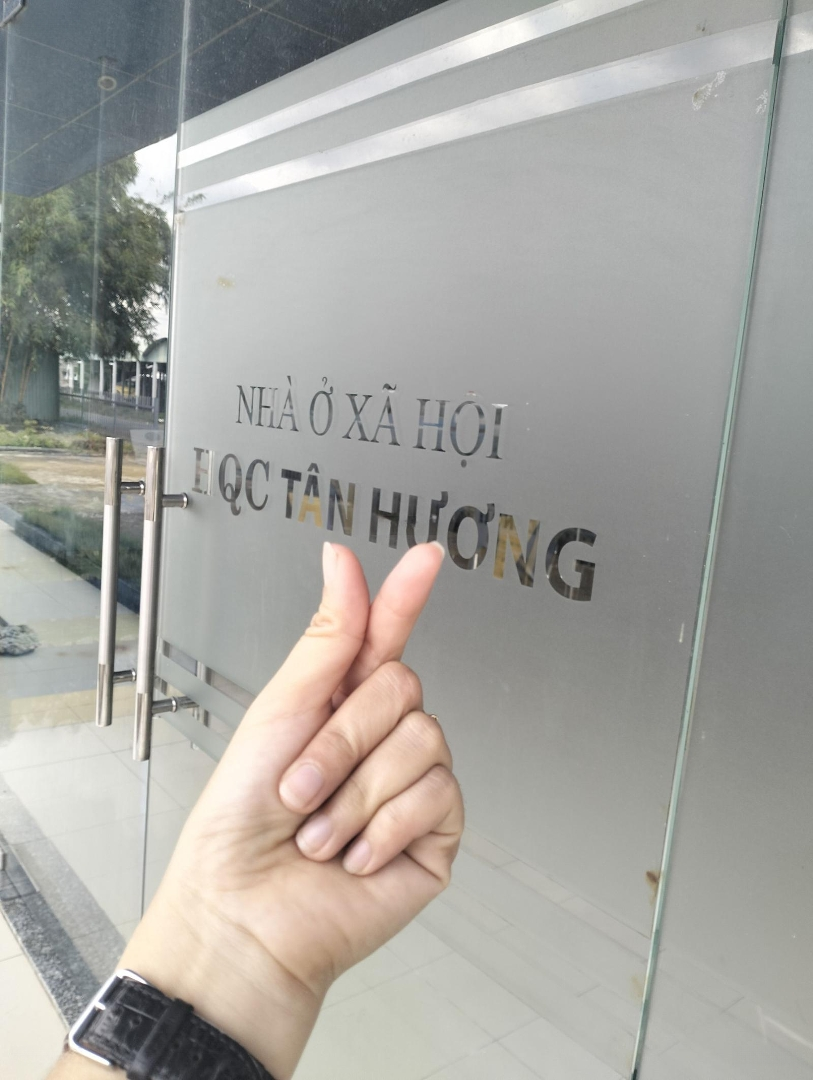 NHÀ Ở XÃ HỘI
HQC TÂN HƯƠNG